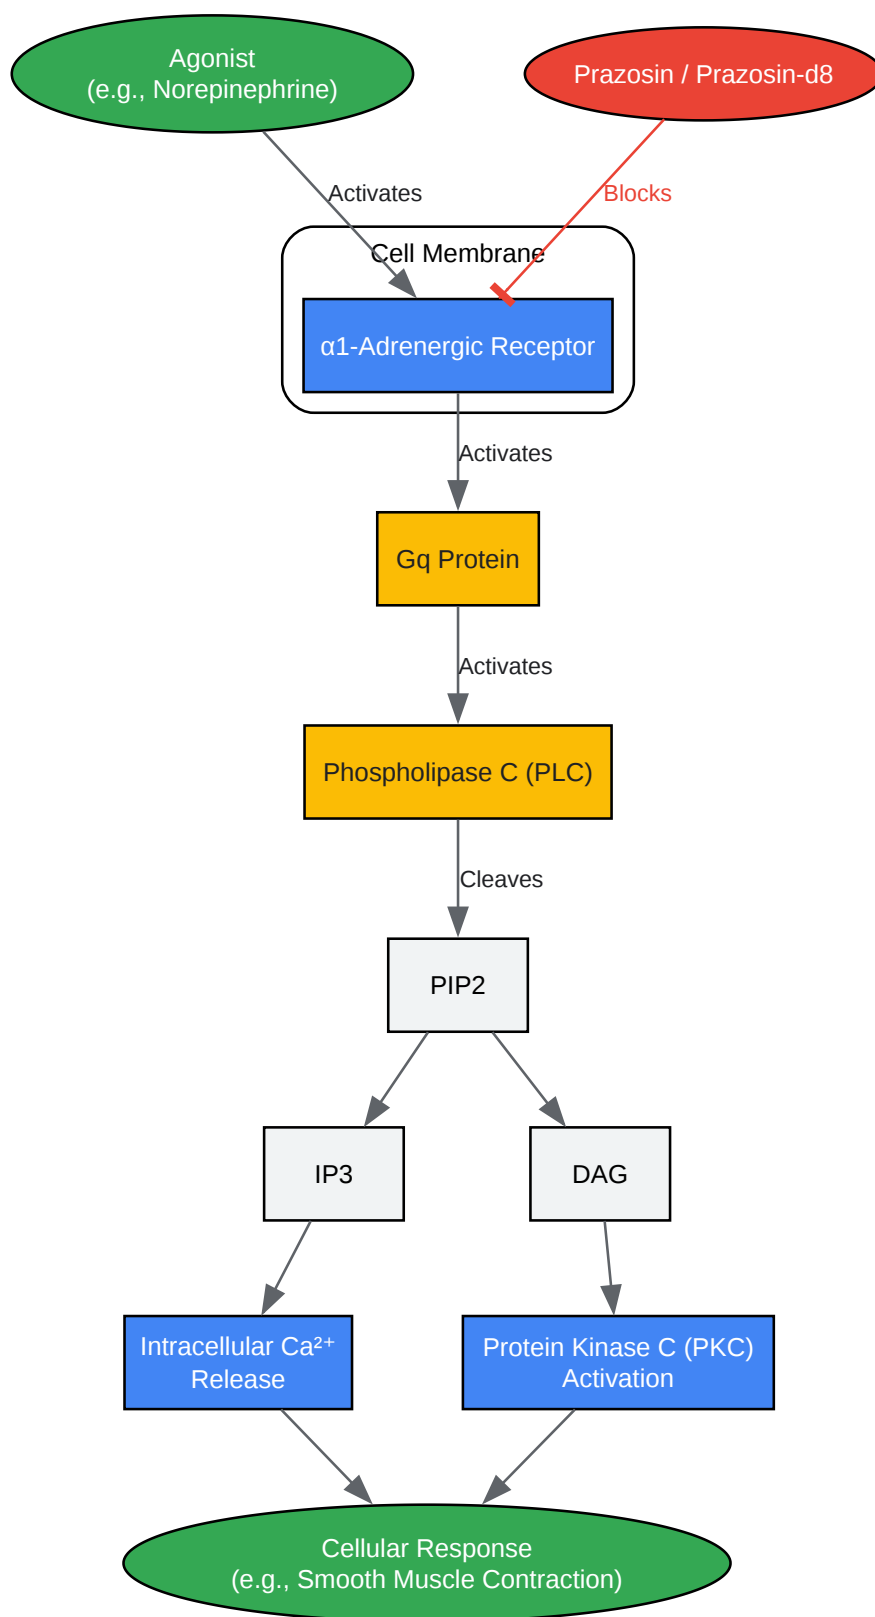 Agonist
(e.g., Norepinephrine)
Prazosin / Prazosin-d8
Activates
Blocks
Cell Membrane
α1-Adrenergic Receptor
Activates
Gq Protein
Activates
Phospholipase C (PLC)
Cleaves
PIP2
IP3
DAG
Intracellular Ca²⁺
Release
Protein Kinase C (PKC)
Activation
Cellular Response
(e.g., Smooth Muscle Contraction)